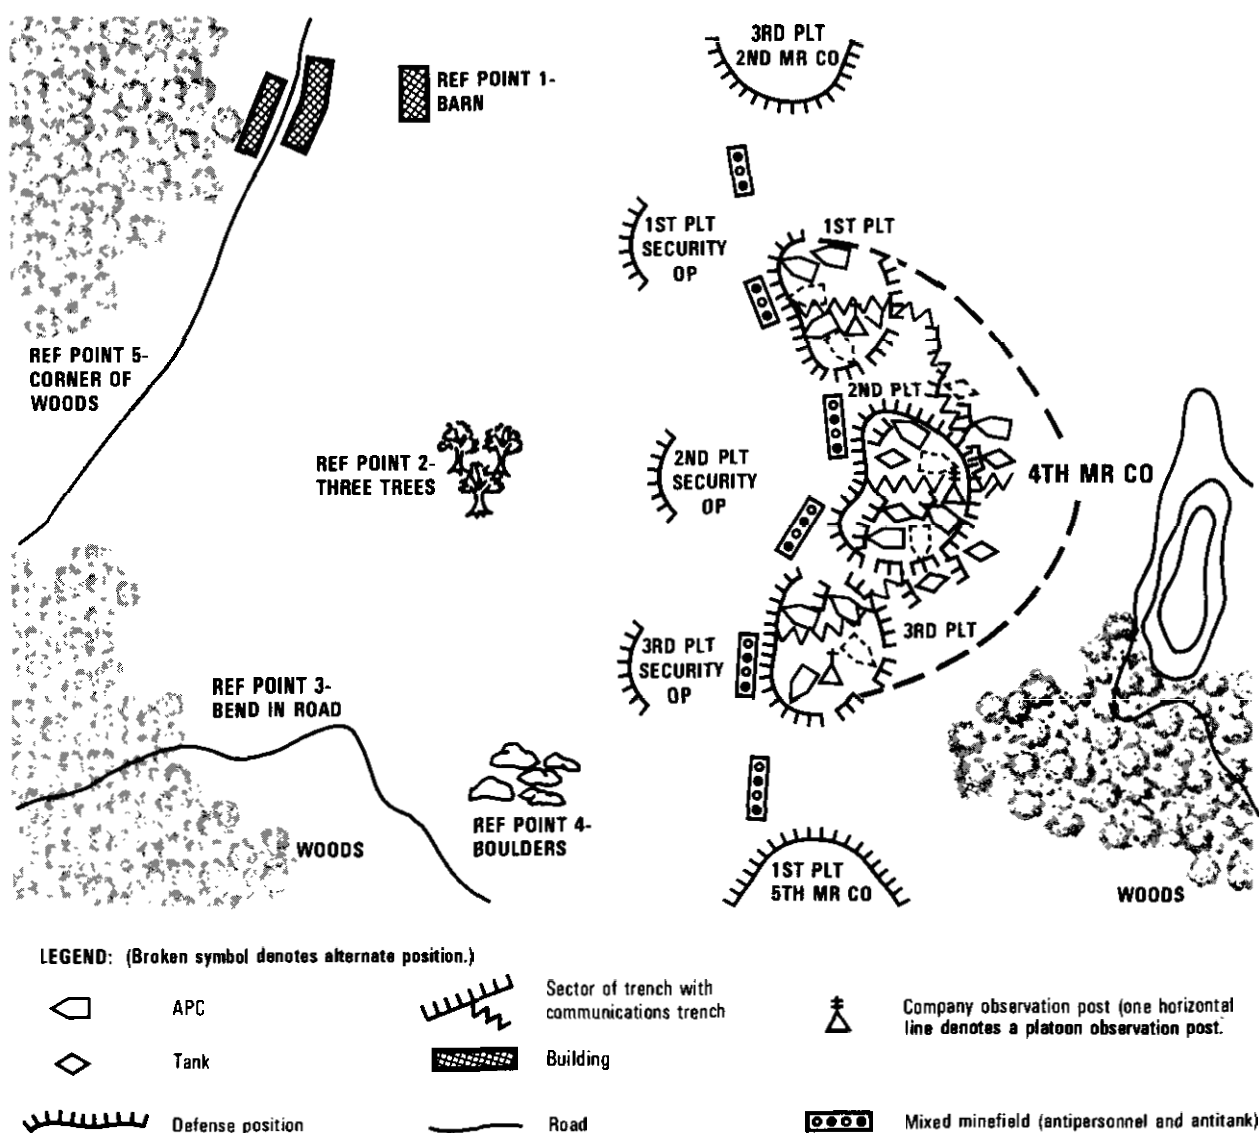 3RD PLT
2ND MR CO
REF POINT 1-
BARN
1ST PLT
SECURITY
OP
1ST PLT
REF POINT 5-
CORNER OF
WOODS
2ND PLT
REF POINT 2-
THREE TREES
2ND PLT
SECURITY
OP
4TH MR CO
3RD PLT
SECURITY
OP
3RD PLT
REF POINT 3-
BEND IN ROAD
REF POINT 4-
BOULDERS
WOODS
1ST PLT
5TH MR CO
WOODS
LEGEND: (Broken symbol denotes alternate position.)
APC
Sector of trench with
communications trench
Company observation post (one horizontal
line denotes a platoon observation post.
Tank
Building
Defense position
Road
Mixed minefield (antipersonnel and antitank)